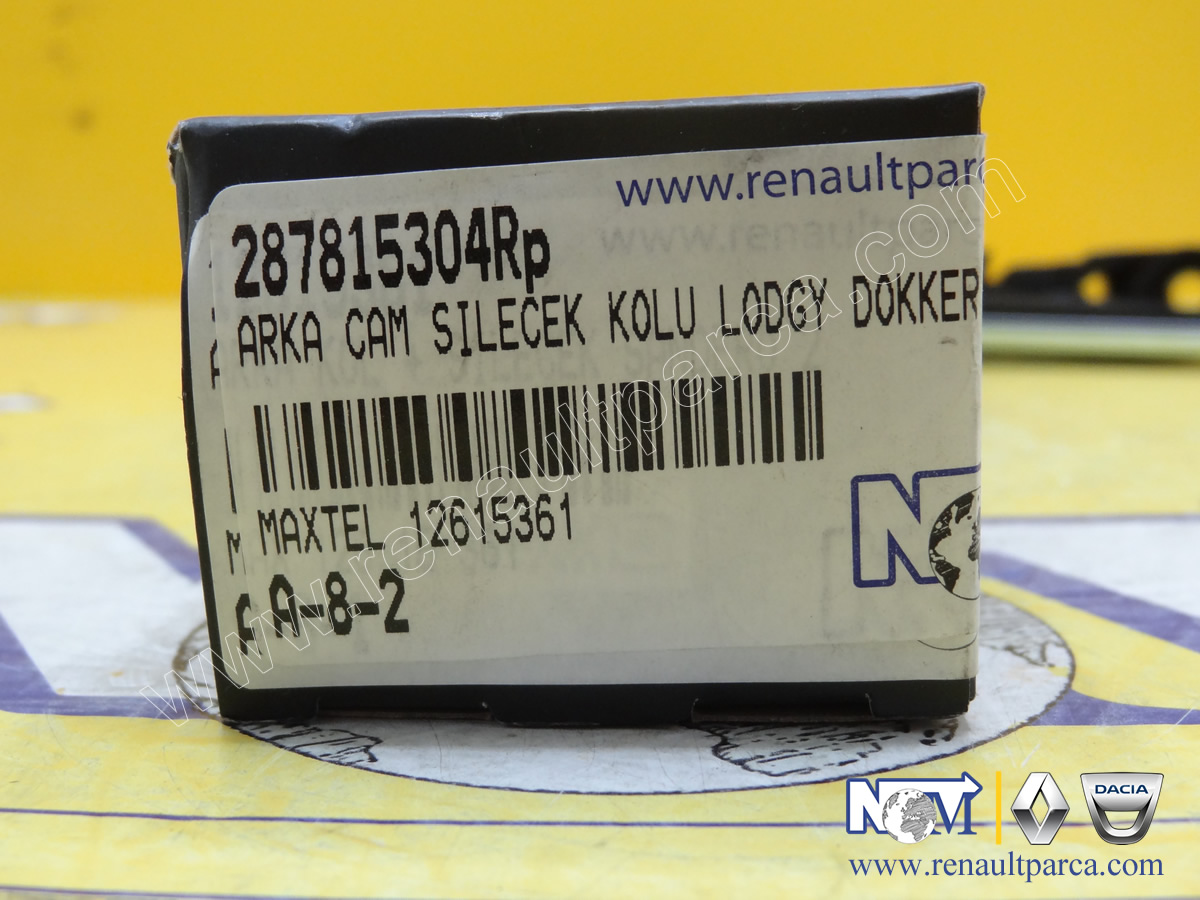 www.renaultparc
287815304Rp
ARKA CAM SILECEK KOLU LODGY DOKKER
MAXTEL 12615361
A-8-2
www.renaultparca.com
NOM
DACIA
www.renaultparca.com